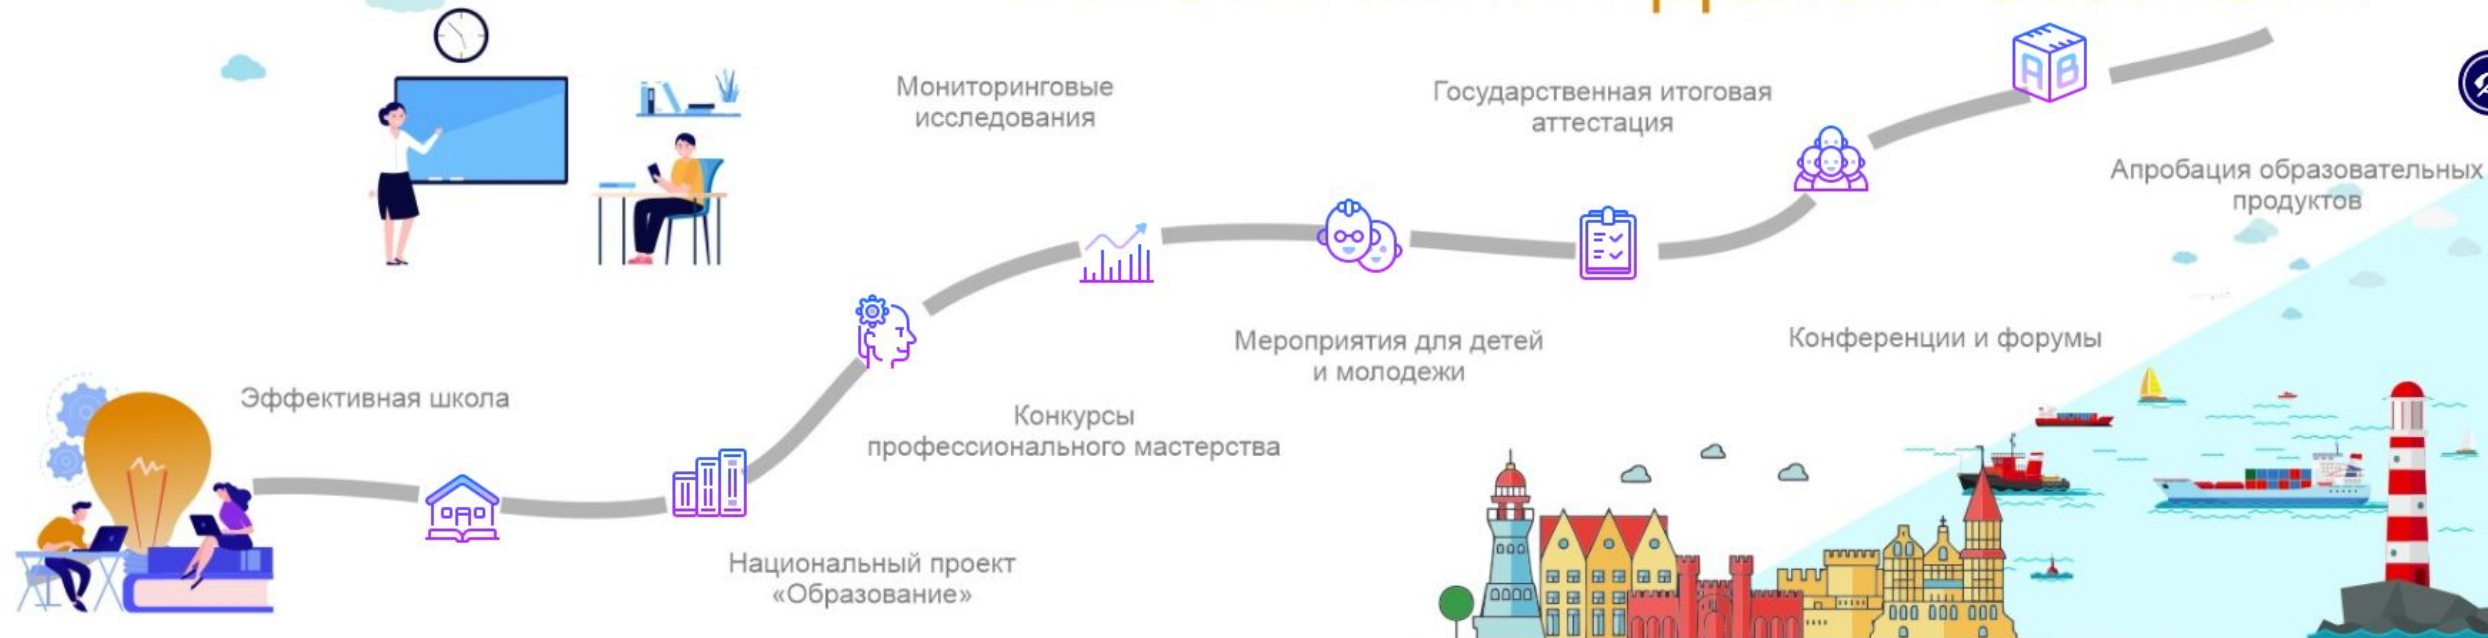 Мониторинговые
исследования
Государственная итоговая
аттестация
Апробация образовательных
продуктов
Эффективная школа
Мероприятия для детей
и молодежи
Конференции и форумы
Конкурсы
профессионального мастерства
Национальный проект
«Образование»